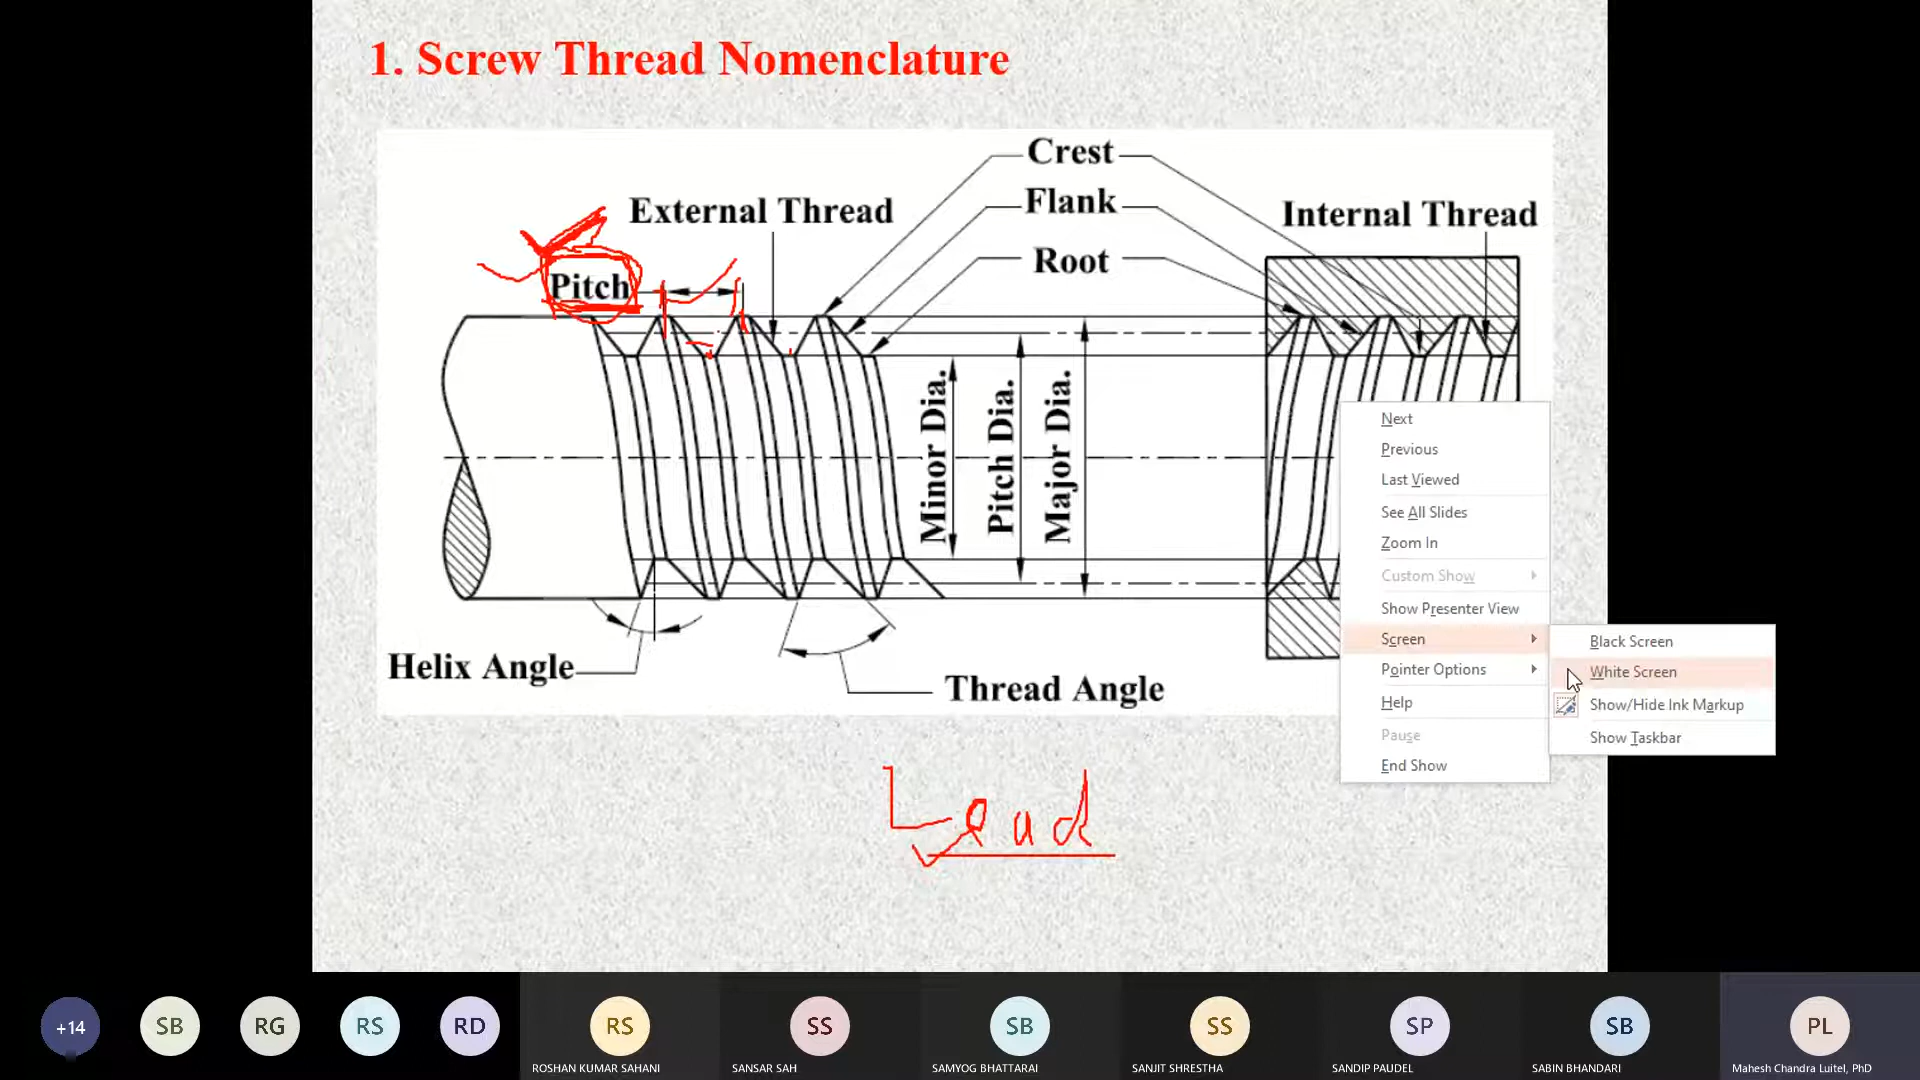 1. Screw Thread Nomenclature
Crest
Flank
Root
External Thread
Internal Thread
Pitch
Minor Dia.
Pitch Dia.
Major Dia.
Helix Angle
Thread Angle
Lead
Next
Previous
Last Viewed
See All Slides
Zoom In
Custom Show
Show Presenter View
Screen
Pointer Options
Help
Pause
End Show
Black Screen
White Screen
Show/Hide Ink Markup
Show Taskbar
+14
SB
RG
RS
RD
RS
ROSHAN KUMAR SAHANI
SS
SANSAR SAH
SB
SAMYOG BHATTARAI
SS
SANJIT SHRESTHA
SP
SANDIP PAUDEL
SB
SABIN BHANDARI
PL
Mahesh Chandra Luitel, PhD